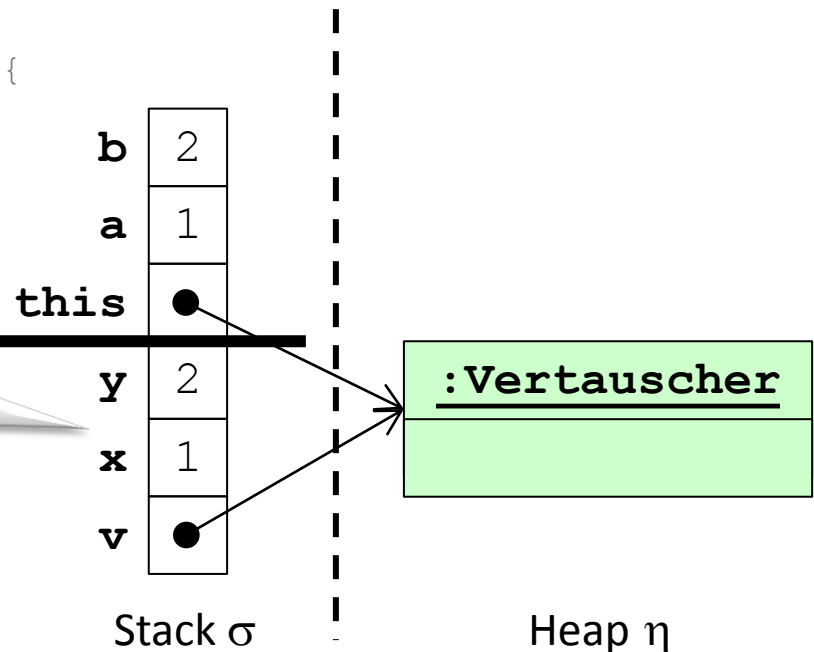 {
b 2
a 1
this
y 2 :Vertauscher
x 1
v
Stack σ Heap η